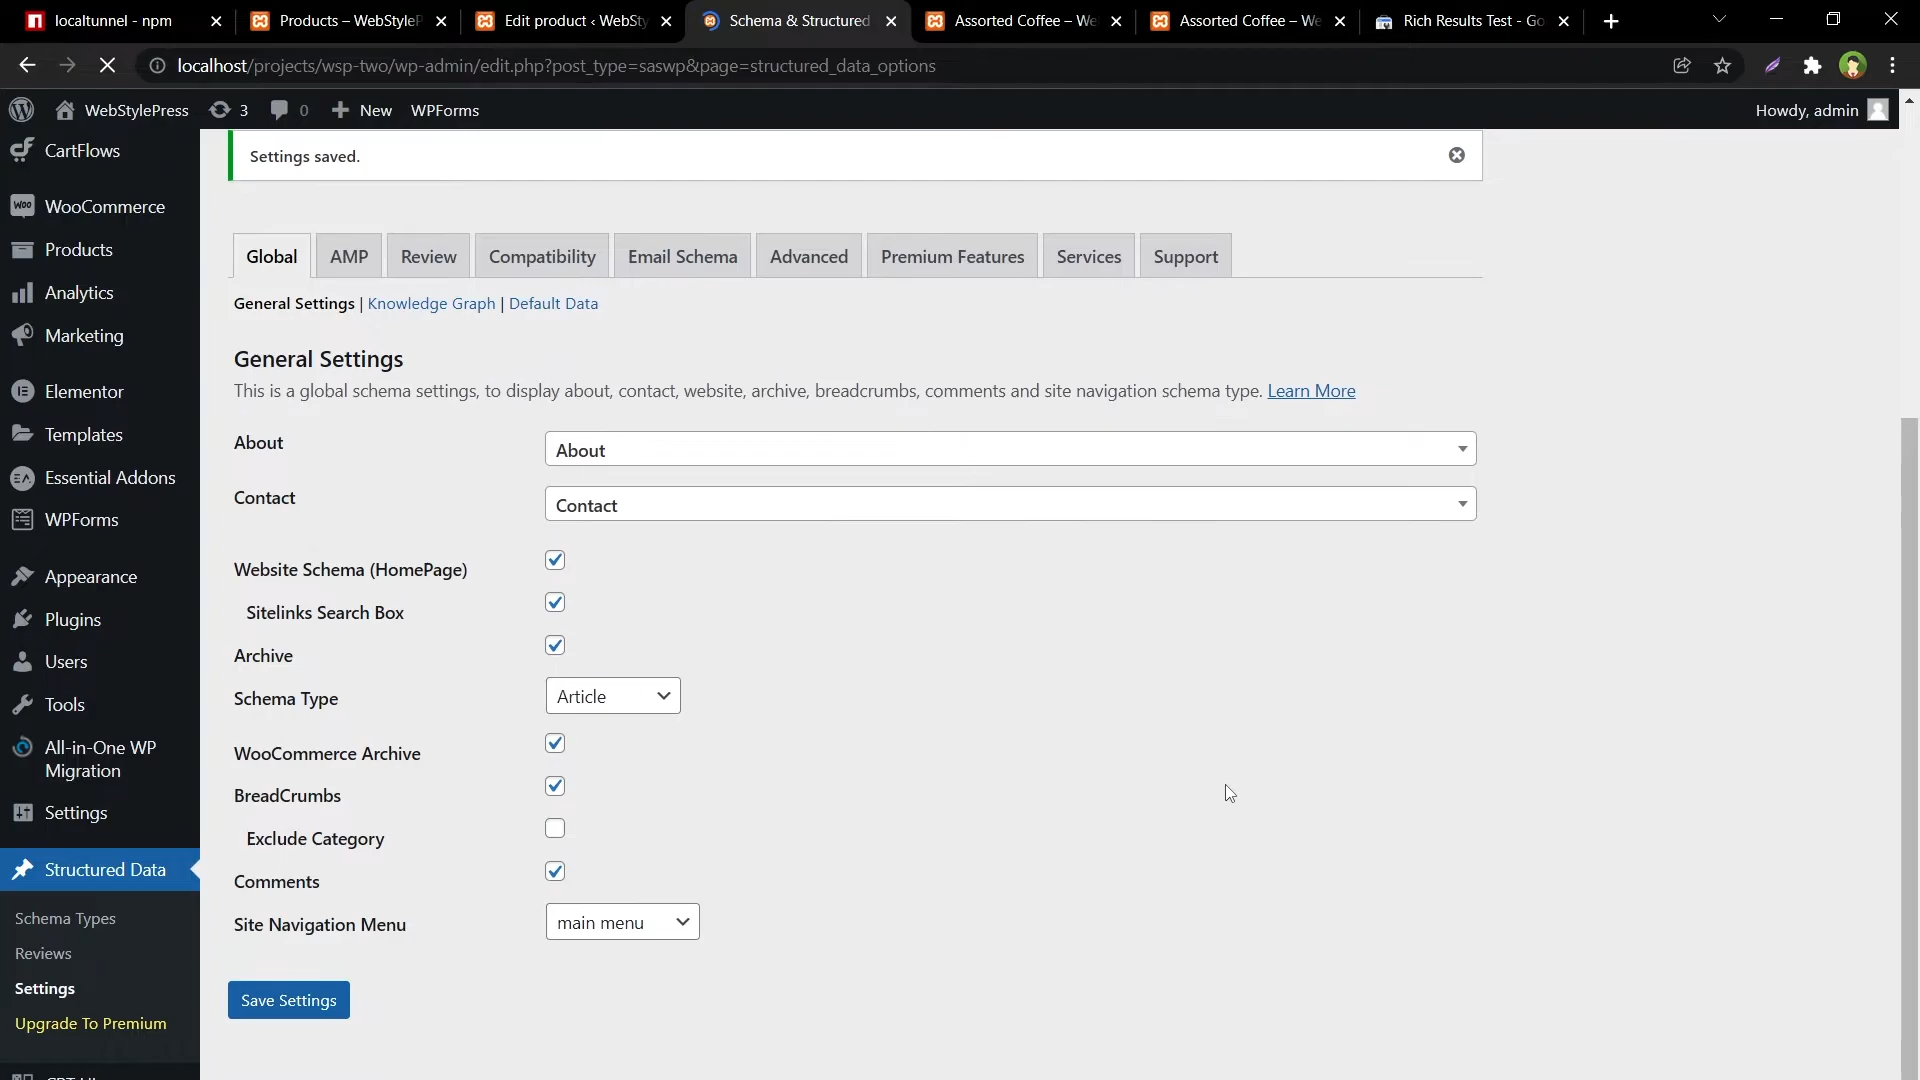 localtunnel - npm
Products – WebStyleP
Edit product ‹ WebSty
Schema & Structured
Assorted Coffee – We
Assorted Coffee – We
Rich Results Test - Go
localhost/projects/wsp-two/wp-admin/edit.php?post_type=saswp&page=structured_data_options
WebStylePress 3 0 New WPForms
Howdy, admin
CartFlows
WooCommerce
Products
Analytics
Marketing
Elementor
Templates
Essential Addons
WPForms
Appearance
Plugins
Users
Tools
All-in-One WP
Migration
Settings
Structured Data
Schema Types
Reviews
Settings
Upgrade To Premium
Settings saved.
Global
AMP
Review
Compatibility
Email Schema
Advanced
Premium Features
Services
Support
General Settings | Knowledge Graph | Default Data
General Settings
This is a global schema settings, to display about, contact, website, archive, breadcrumbs, comments and site navigation schema type. Learn More
About
About
Contact
Contact
Website Schema (HomePage)
Sitelinks Search Box
Archive
Schema Type
Article
WooCommerce Archive
BreadCrumbs
Exclude Category
Comments
Site Navigation Menu
main menu
Save Settings